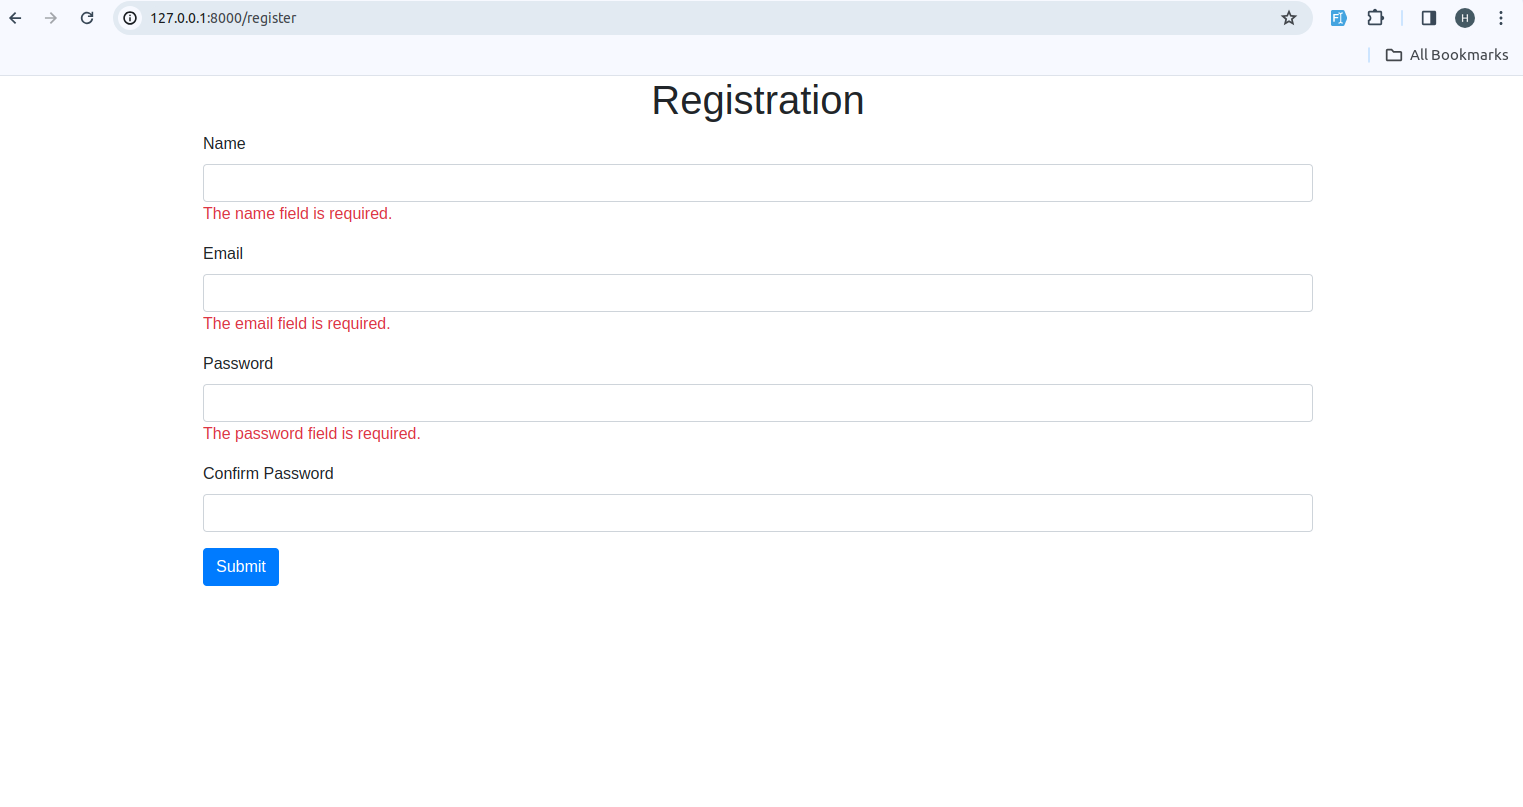 127.0.0.1:8000/register
H
All Bookmarks
Registration
Name
The name field is required.
Email
The email field is required.
Password
The password field is required.
Confirm Password
Submit